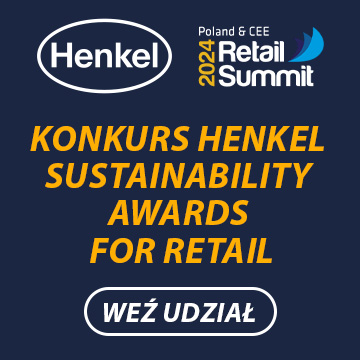 Henkel
Poland & CEE
2024
Retail
Summit
KONKURS HENKEL
SUSTAINABILITY
AWARDS
FOR RETAIL
WEŹ UDZIAŁ